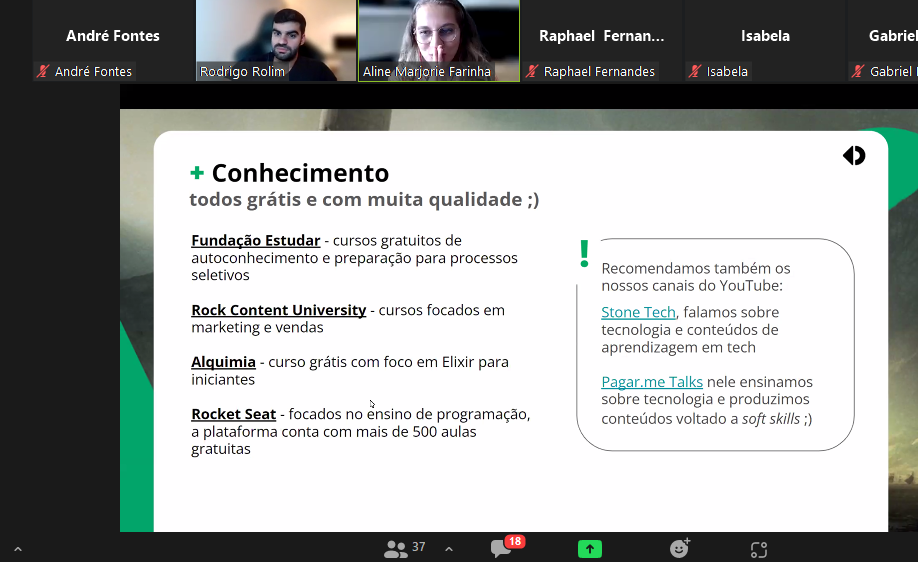 André Fontes
Raphael Fernan...
Isabela
Gabriel
André Fontes
Rodrigo Rolim
Aline Marjorie Farinha
Raphael Fernandes
Isabela
Gabriel
+ Conhecimento
todos grátis e com muita qualidade ;)
Fundação Estudar - cursos gratuitos de
autoconhecimento e preparação para processos
seletivos
Rock Content University - cursos focados em
marketing e vendas
Alquimia - curso grátis com foco em Elixir para
iniciantes
Rocket Seat - focados no ensino de programação,
a plataforma conta com mais de 500 aulas
gratuitas
!
Recomendamos também os
nossos canais do YouTube:
Stone Tech, falamos sobre
tecnologia e conteúdos de
aprendizagem em tech
Pagar.me Talks nele ensinamos
sobre tecnologia e produzimos
conteúdos voltado a soft skills ;)
37
18